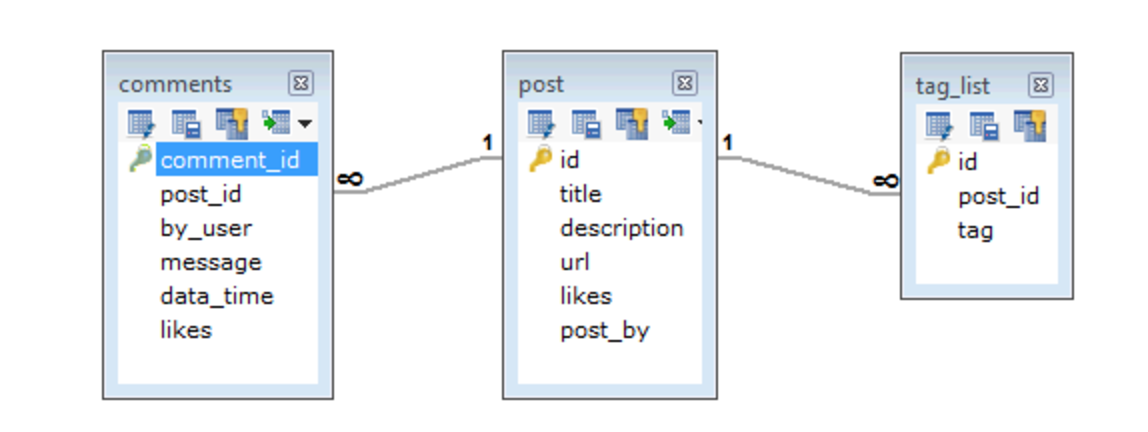 comments
comment_id
post_id
by_user
message
data_time
likes
∞
1
post
id
title
description
url
likes
post_by
1
∞
tag_list
id
post_id
tag